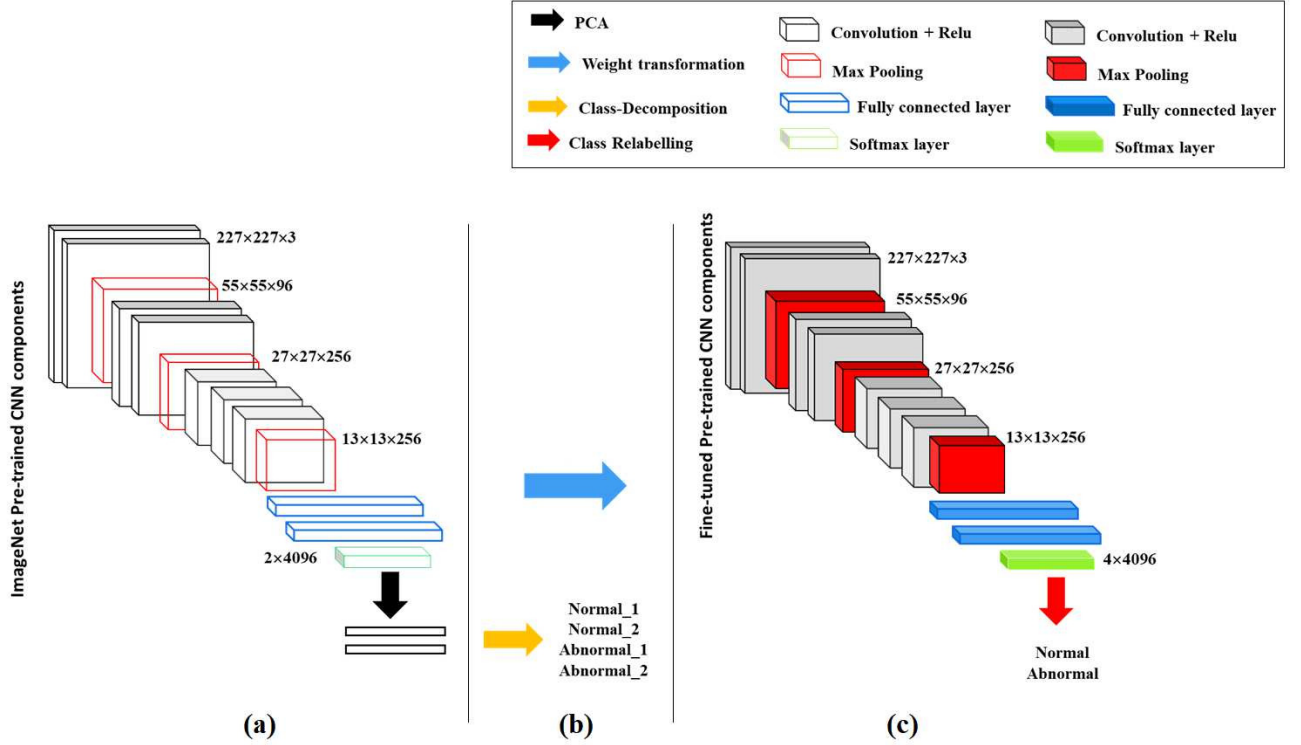 PCA
Convolution + Relu
Convolution + Relu
Weight transformation
Max Pooling
Max Pooling
Class-Decomposition
Fully connected layer
Fully connected layer
Class Relabelling
Softmax layer
Softmax layer
ImageNet Pre-trained CNN components
227×227×3
55×55×96
27×27×256
13×13×256
2×4096
Normal_1
Normal_2
Abnormal_1
Abnormal_2
Fine-tuned Pre-trained CNN components
227×227×3
55×55×96
27×27×256
13×13×256
4×4096
Normal
Abnormal
(a)
(b)
(c)